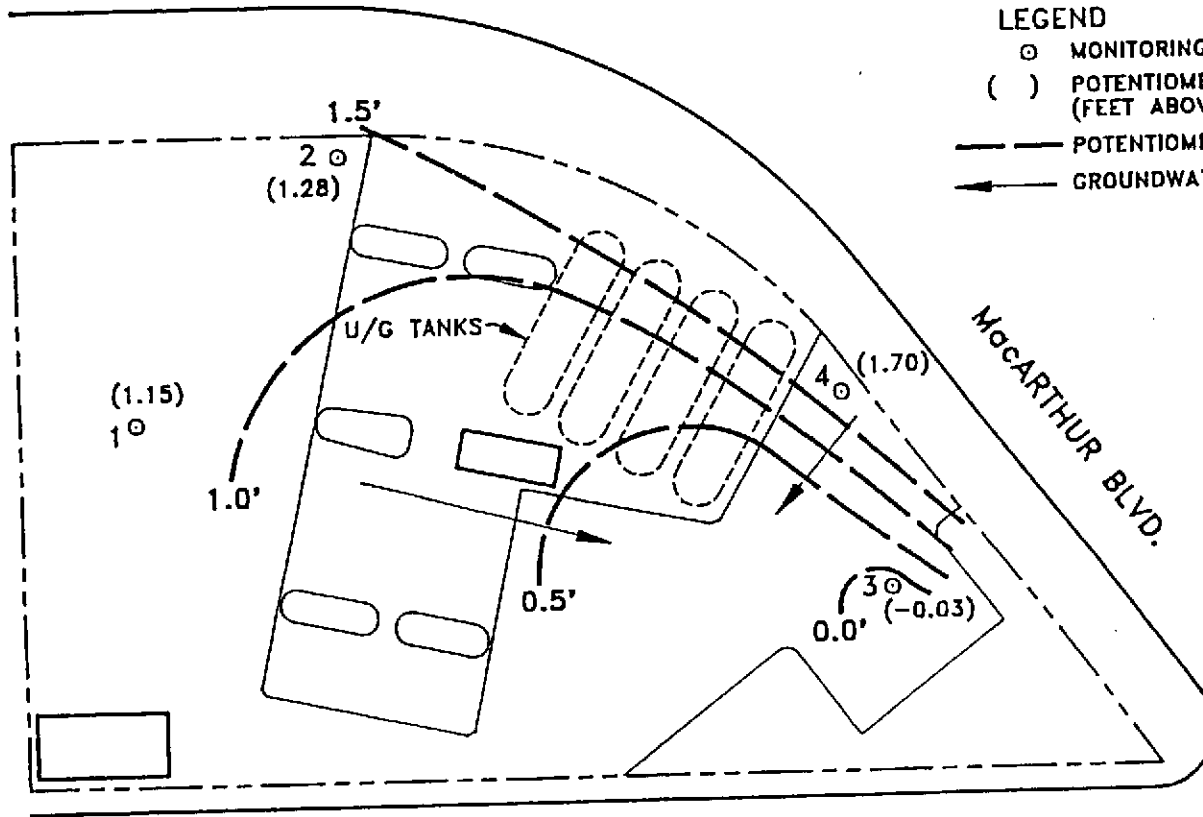 LEGEND
⊙ MONITORING
( ) POTENTIOME
(FEET ABOV
POTENTIOME
GROUNDWAT
1.5'
2
(1.28)
U/G TANKS
MacARTHUR BLVD.
4 (1.70)
(1.15)
1
1.0'
0.5'
3
(-0.03)
0.0'